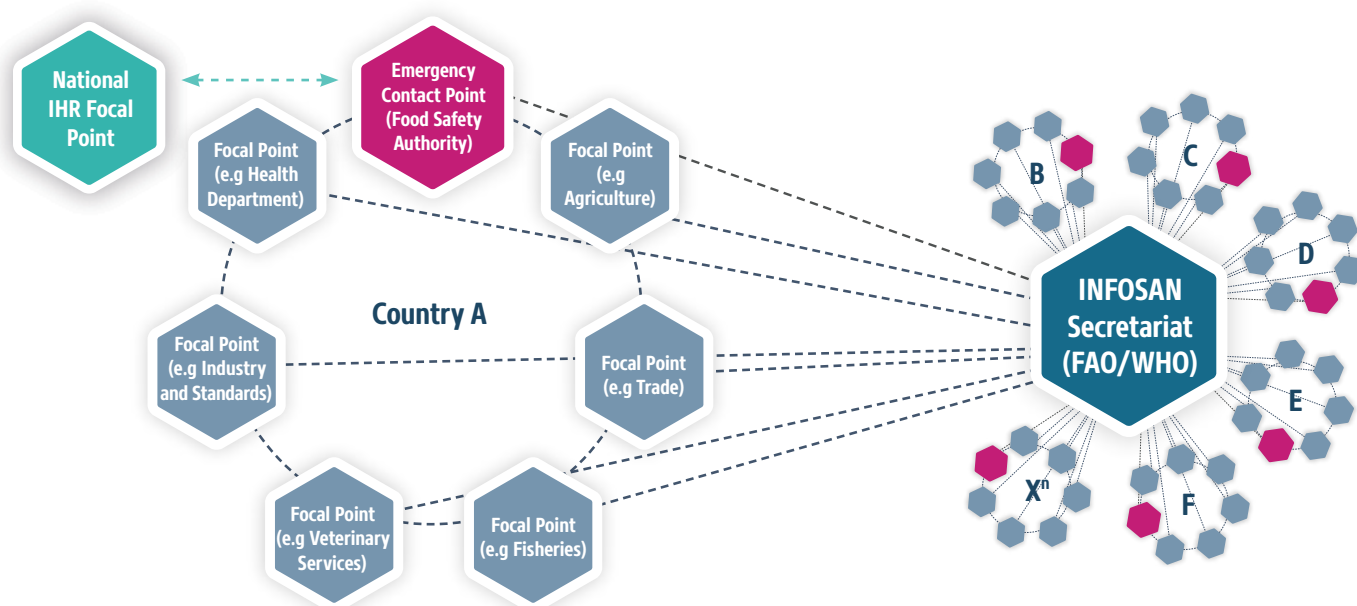 National
IHR Focal
Point
Emergency
Contact Point
(Food Safety
Authority)
Focal Point
(e.g Health
Department)
Focal Point
(e.g
Agriculture)
Country A
Focal Point
(e.g Industry
and Standards)
Focal Point
(e.g Trade)
Focal Point
(e.g Veterinary
Services)
Focal Point
(e.g Fisheries)
INFOSAN
Secretariat
(FAO/WHO)
B
C
D
E
F
Xⁿ